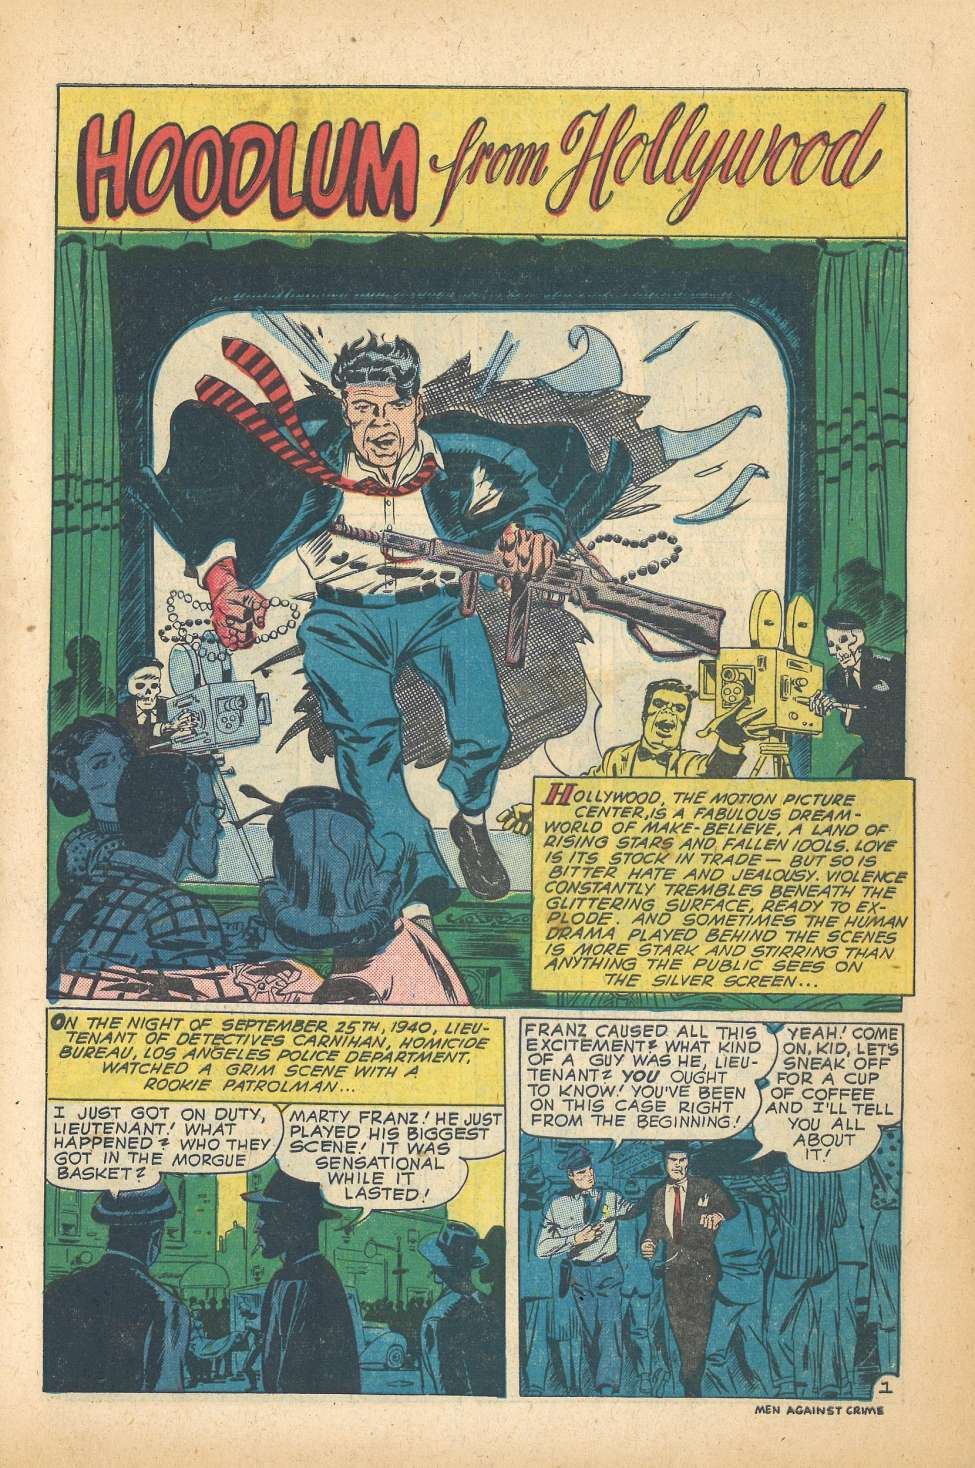 HOODLUM from Hollywood
HOLLYWOOD, THE MOTION PICTURE
CENTER, IS A FABULOUS DREAM-
WORLD OF MAKE-BELIEVE, A LAND OF
RISING STARS AND FALLEN IDOLS. LOVE
IS ITS STOCK IN TRADE — BUT SO IS
BITTER HATE AND JEALOUSY. VIOLENCE
CONSTANTLY TREMBLES BENEATH THE
GLITTERING SURFACE, READY TO EX-
PLODE. AND SOMETIMES THE HUMAN
DRAMA PLAYED BEHIND THE SCENES
IS MORE STARK AND STIRRING THAN
ANYTHING THE PUBLIC SEES ON
THE SILVER SCREEN...
ON THE NIGHT OF SEPTEMBER 25TH, 1940, LIEU-
TENANT OF DETECTIVES CARNIHAN, HOMICIDE
BUREAU, LOS ANGELES POLICE DEPARTMENT,
WATCHED A GRIM SCENE WITH A
ROOKIE PATROLMAN...
I JUST GOT ON DUTY,
LIEUTENANT! WHAT
HAPPENED? WHO THEY
GOT IN THE MORGUE
BASKET?
MARTY FRANZ! HE JUST
PLAYED HIS BIGGEST
SCENE! IT WAS
SENSATIONAL
WHILE IT
LASTED!
FRANZ CAUSED ALL THIS
EXCITEMENT? WHAT KIND
OF A GUY WAS HE, LIEU-
TENANT? YOU OUGHT
TO KNOW! YOU'VE BEEN
ON THIS CASE RIGHT
FROM THE BEGINNING!
YEAH! COME
ON, KID, LET'S
SNEAK OFF
FOR A CUP
OF COFFEE
AND I'LL TELL
YOU ALL
ABOUT
IT!
1
MEN AGAINST CRIME